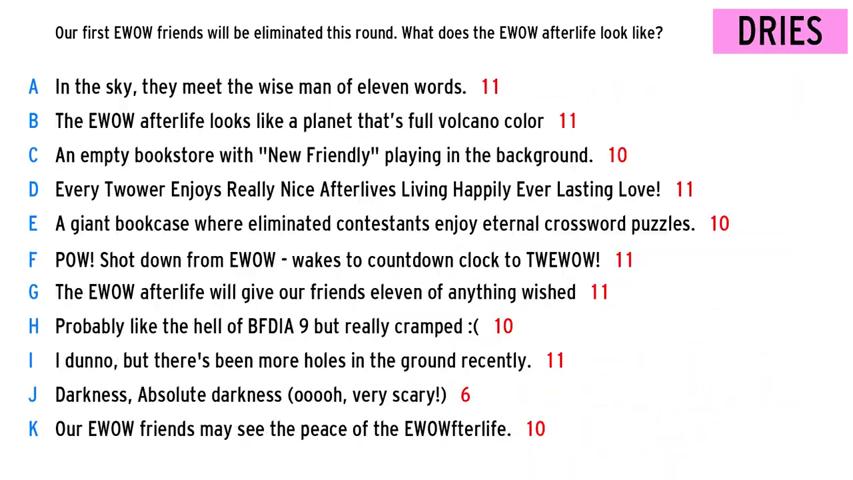 Our first EWOW friends will be eliminated this round. What does the EWOW afterlife look like?
DRIES
A In the sky, they meet the wise man of eleven words. 11
B The EWOW afterlife looks like a planet that's full volcano color 11
C An empty bookstore with "New Friendly" playing in the background. 10
D Every Twower Enjoys Really Nice Afterlives Living Happily Ever Lasting Love! 11
E A giant bookcase where eliminated contestants enjoy eternal crossword puzzles. 10
F POW! Shot down from EWOW - wakes to countdown clock to TWEWOW! 11
G The EWOW afterlife will give our friends eleven of anything wished 11
H Probably like the hell of BFDIA 9 but really cramped :( 10
I I dunno, but there's been more holes in the ground recently. 11
J Darkness, Absolute darkness (ooooh, very scary!) 6
K Our EWOW friends may see the peace of the EWOWfterlife. 10